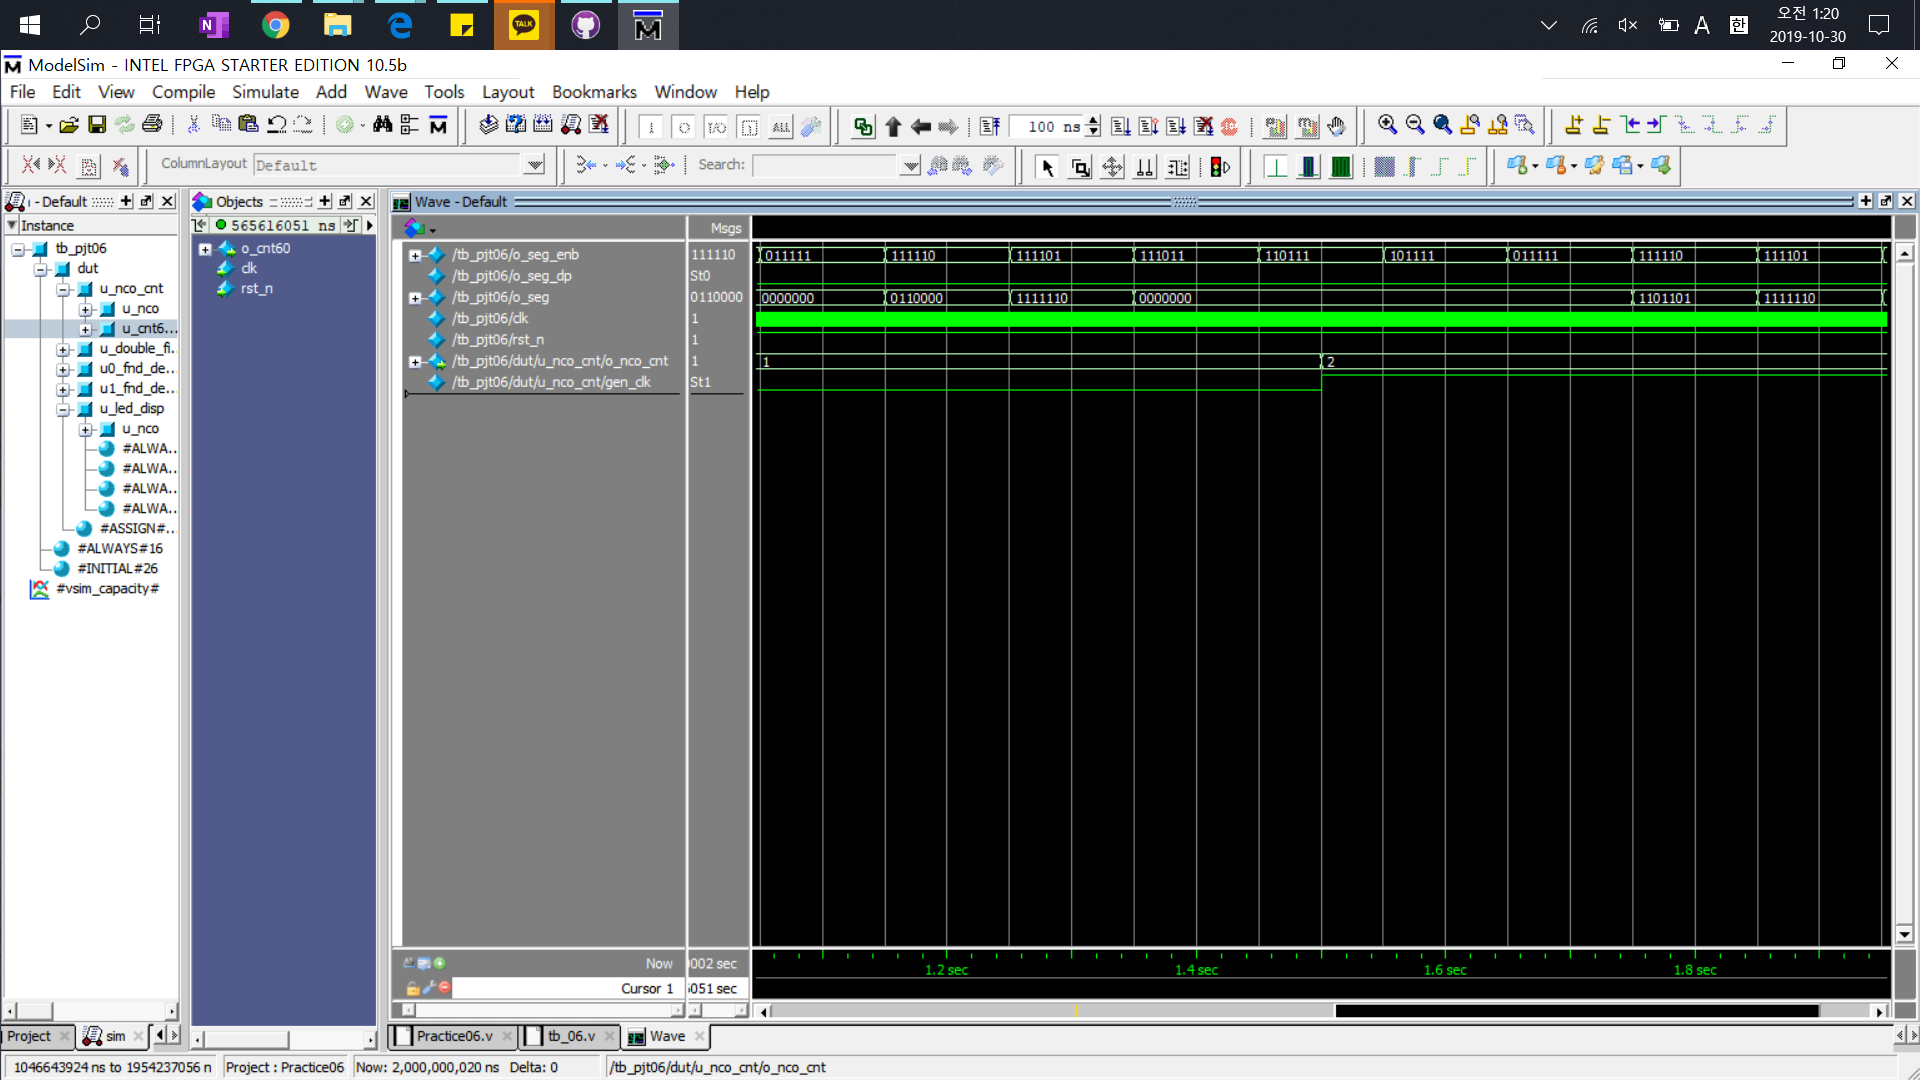 오전 1:20
A
한
2019-10-30
TALK
ModelSim - INTEL FPGA STARTER EDITION 10.5b
File Edit View Compile Simulate Add Wave Tools Layout Bookmarks Window Help
100 ns
ColumnLayout Default
Search:
- Default
Objects
Wave - Default
Instance
565616051 ns
Msgs
tb_pjt06
dut
u_nco_cnt
u_nco
u_cnt6...
u_double_fi..
u0_fnd_de...
u1_fnd_de...
u_led_disp
u_nco
#ALWA..
#ALWA..
#ALWA..
#ALWA..
#ASSIGN#..
#ALWAYS#16
#INITIAL#26
#vsim_capacity#
o_cnt60
clk
rst_n
/tb_pjt06/o_seg_enb 111110 011111 111110 111101 111011 110111 101111 011111 111110 111101
/tb_pjt06/o_seg_dp St0
/tb_pjt06/o_seg 0110000 0000000 0110000 1111110 0000000 1101101 1111110
/tb_pjt06/clk 1
/tb_pjt06/rst_n 1
/tb_pjt06/dut/u_nco_cnt/o_nco_cnt 1 1 2
/tb_pjt06/dut/u_nco_cnt/gen_clk St1
Now 0002 sec 1.2 sec 1.4 sec 1.6 sec 1.8 sec
Cursor 1 6051 sec
Project sim
Practice06.v tb_06.v Wave
1046643924 ns to 1954237056 n Project : Practice06 Now: 2,000,000,020 ns Delta: 0 /tb_pjt06/dut/u_nco_cnt/o_nco_cnt